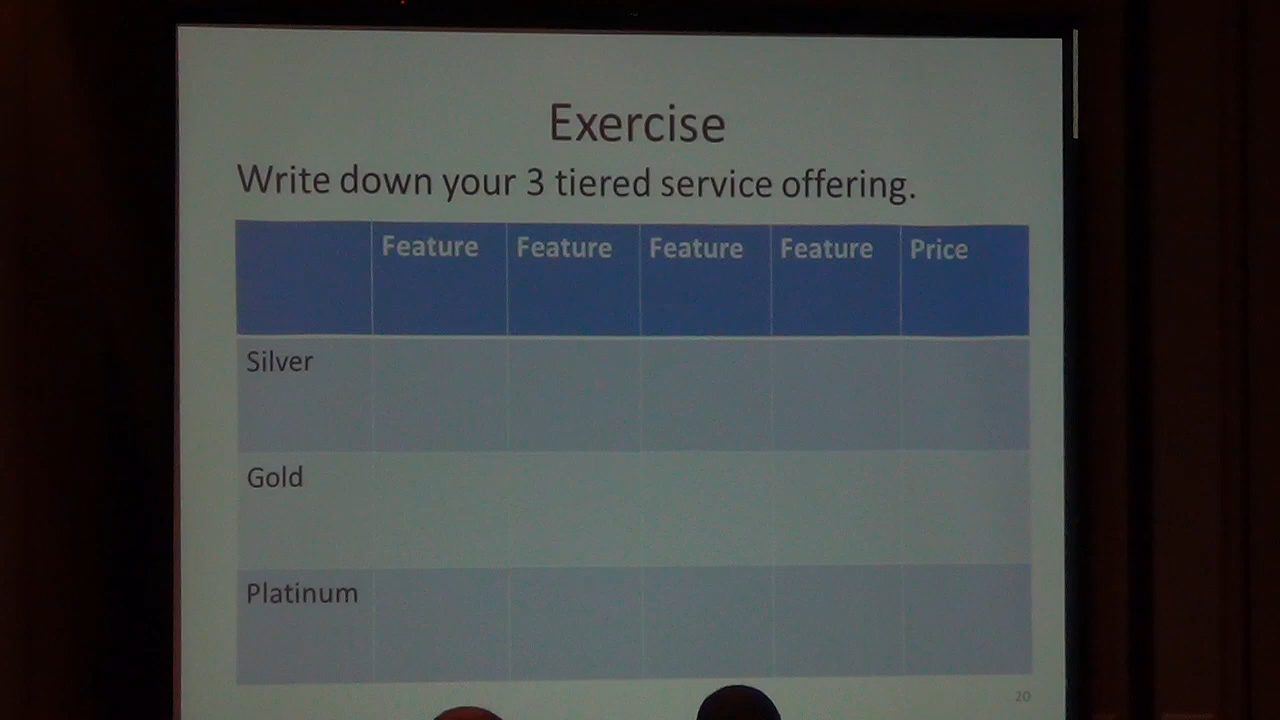 Exercise
Write down your 3 tiered service offering.
Feature Feature Feature Feature Price
Silver
Gold
Platinum
20